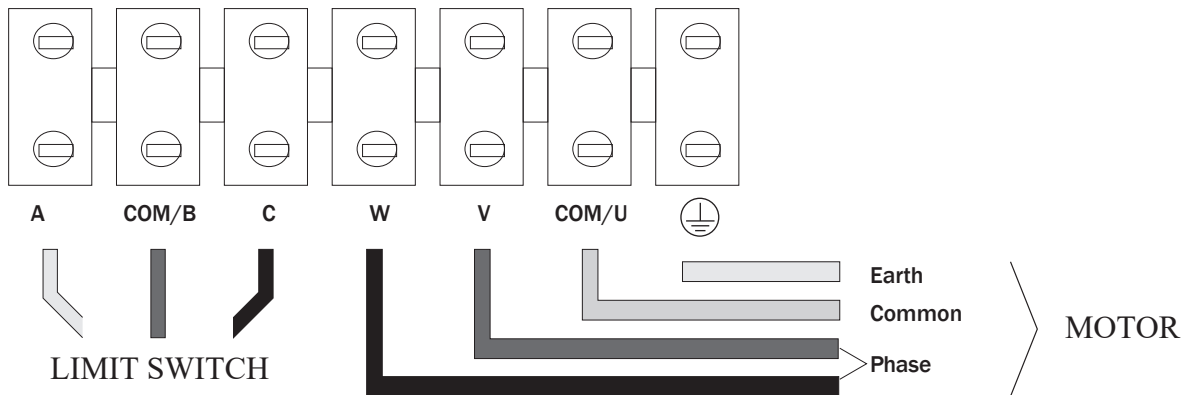 A COM/B C W V COM/U
Earth
Common
MOTOR
Phase
LIMIT SWITCH